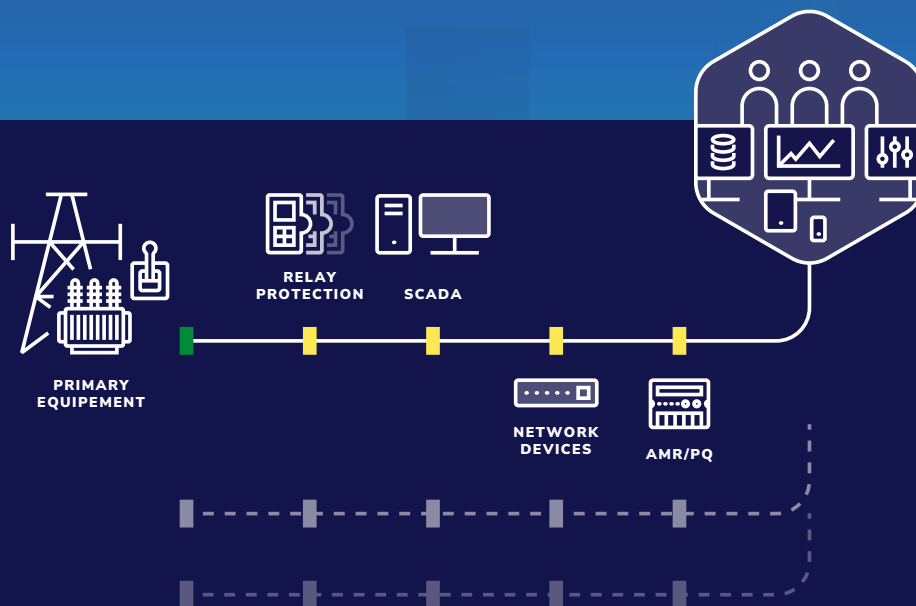 RELAY
PROTECTION
SCADA
PRIMARY
EQUIPEMENT
NETWORK
DEVICES
AMR/PQ